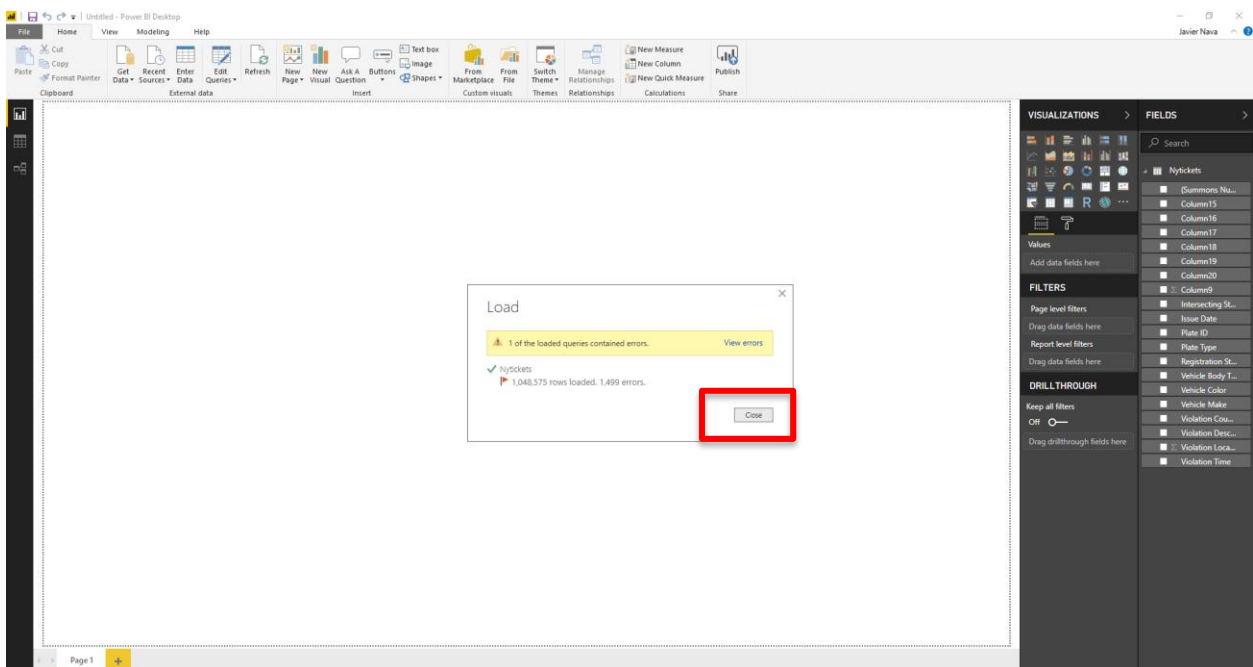 Untitled - Power BI Desktop
File Home View Modeling Help Javier Nava
Paste
Cut
Copy
Format Painter
Clipboard
Get Data
Recent Sources
Enter Data
Edit Queries
Refresh
External data
New Page
New Visual
Ask A Question
Buttons
Text box
Image
Shapes
Insert
From Marketplace
From File
Custom visuals
Switch Theme
Themes
Manage Relationships
Relationships
New Measure
New Column
New Quick Measure
Calculations
Publish
Share
Load
1 of the loaded queries contained errors. View errors
Nytickets
1,048,575 rows loaded. 1,499 errors.
Close
VISUALIZATIONS
R
Values
Add data fields here
FILTERS
Page level filters
Drag data fields here
Report level filters
Drag data fields here
DRILLTHROUGH
Keep all filters
Off
Drag drillthrough fields here
FIELDS
Search
Nytickets
(Summons Nu...
Column15
Column16
Column17
Column18
Column19
Column20
Σ Column9
Intersecting St...
Issue Date
Plate ID
Plate Type
Registration St...
Vehicle Body T...
Vehicle Color
Vehicle Make
Violation Cou...
Violation Desc...
Σ Violation Loca...
Violation Time
Page 1